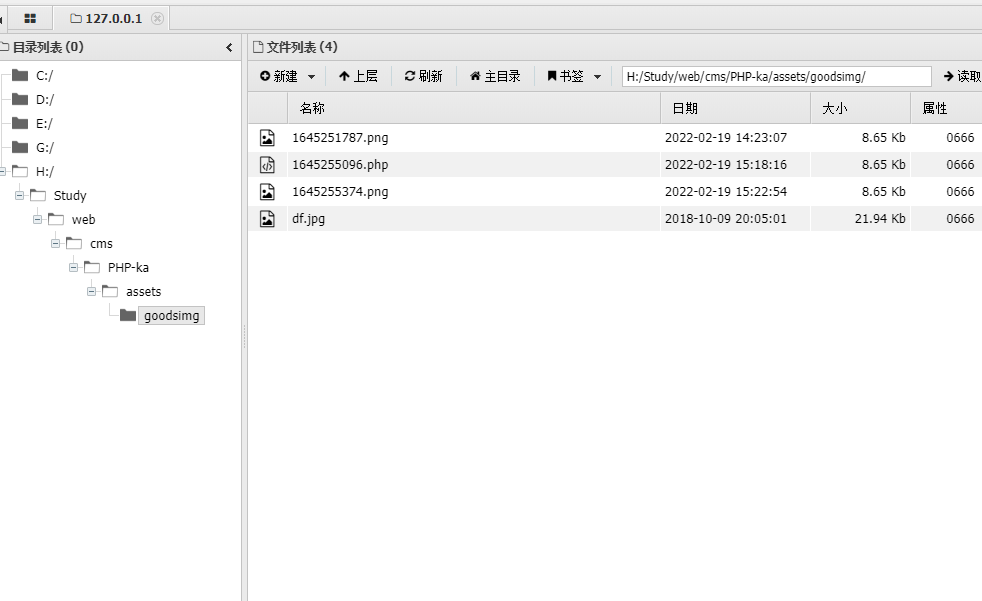 127.0.0.1
目录列表 (0)
C:/
D:/
E:/
G:/
H:/
Study
web
cms
PHP-ka
assets
goodsimg
文件列表 (4)
新建 上层 刷新 主目录 书签 H:/Study/web/cms/PHP-ka/assets/goodsimg/ 读取
名称 日期 大小 属性
1645251787.png 2022-02-19 14:23:07 8.65 Kb 0666
1645255096.php 2022-02-19 15:18:16 8.65 Kb 0666
1645255374.png 2022-02-19 15:22:54 8.65 Kb 0666
df.jpg 2018-10-09 20:05:01 21.94 Kb 0666